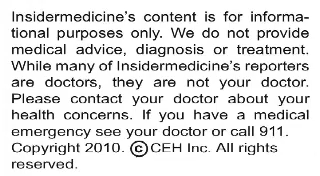 Insidermedicine's content is for informa-
tional purposes only. We do not provide
medical advice, diagnosis or treatment.
While many of Insidermedicine's reporters
are doctors, they are not your doctor.
Please contact your doctor about your
health concerns. If you have a medical
emergency see your doctor or call 911.
Copyright 2010. ©CEH Inc. All rights
reserved.